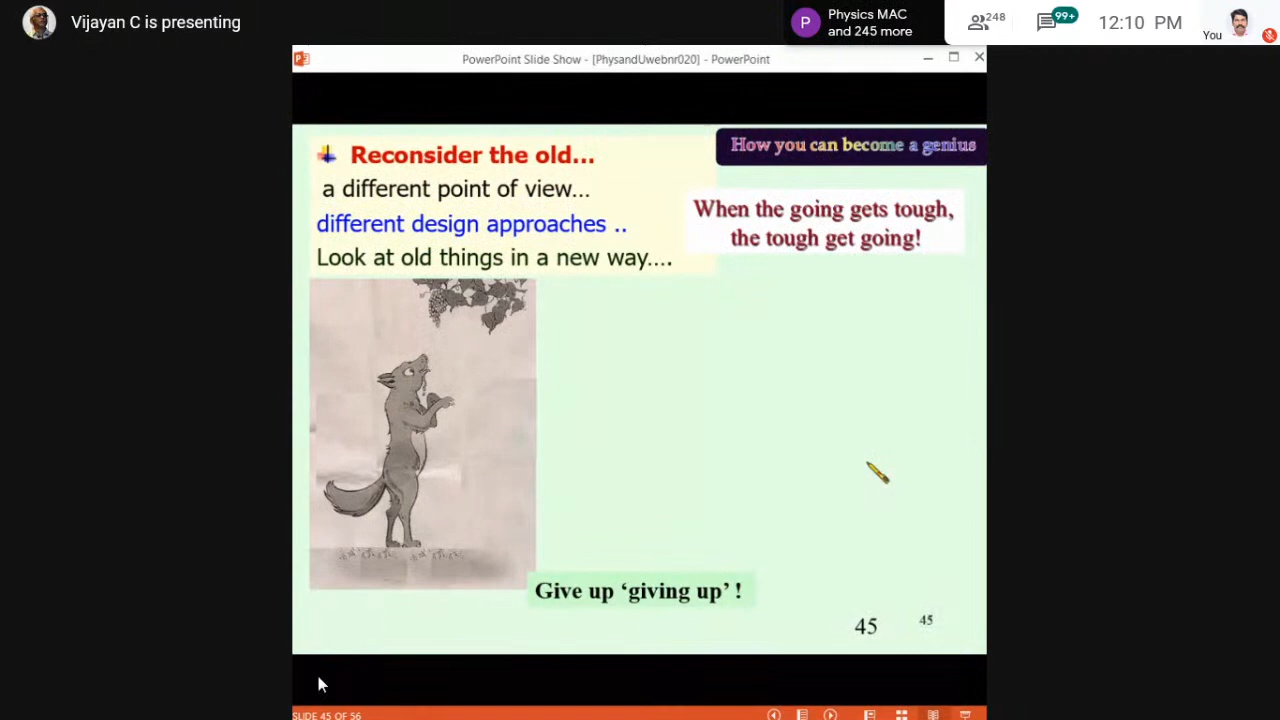 Vijayan C is presenting
P
Physics MAC
and 245 more
248
99+
12:10 PM
You
PowerPoint Slide Show - [PhysandUwebnr020] - PowerPoint
How you can become a genius
Reconsider the old...
a different point of view...
different design approaches ..
Look at old things in a new way....
When the going gets tough,
the tough get going!
Give up ‘giving up’ !
45
45
SLIDE 45 OF 56